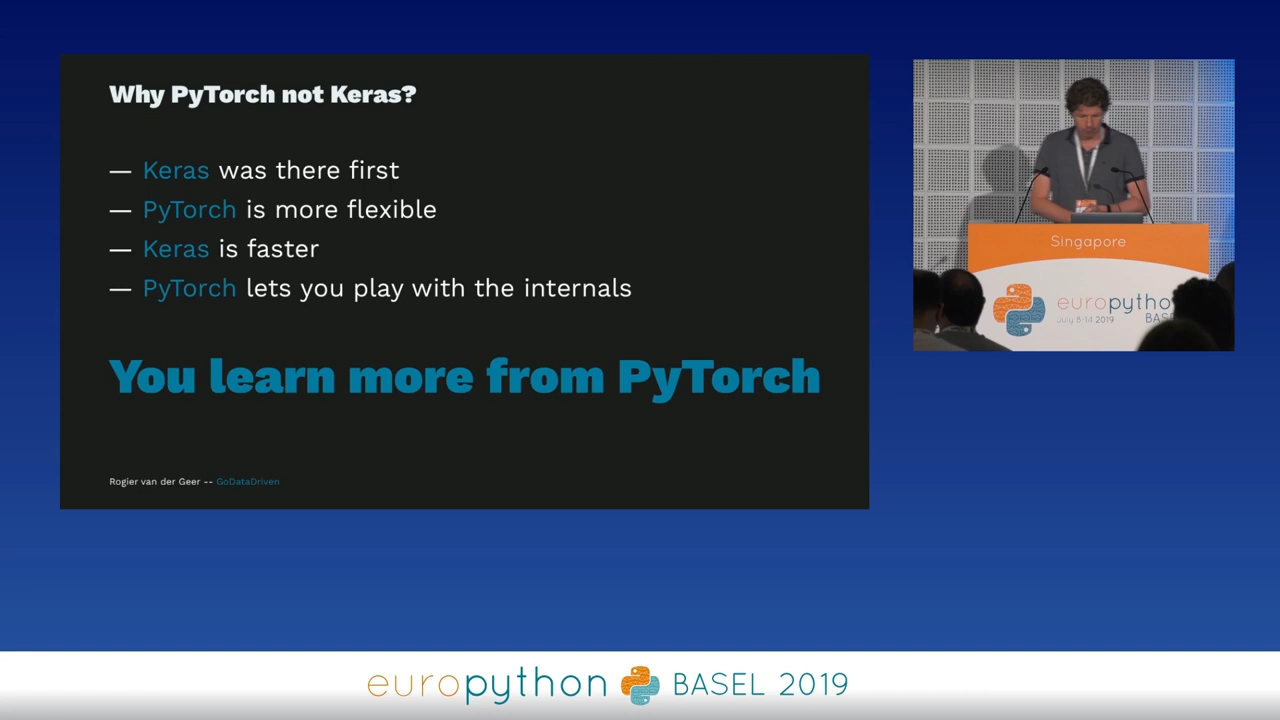 Why PyTorch not Keras?
— Keras was there first
— PyTorch is more flexible
— Keras is faster
— PyTorch lets you play with the internals
You learn more from PyTorch
Rogier van der Geer -- GoDataDriven
Singapore
europytho
July 8-14 2019
BAS
europython BASEL 2019